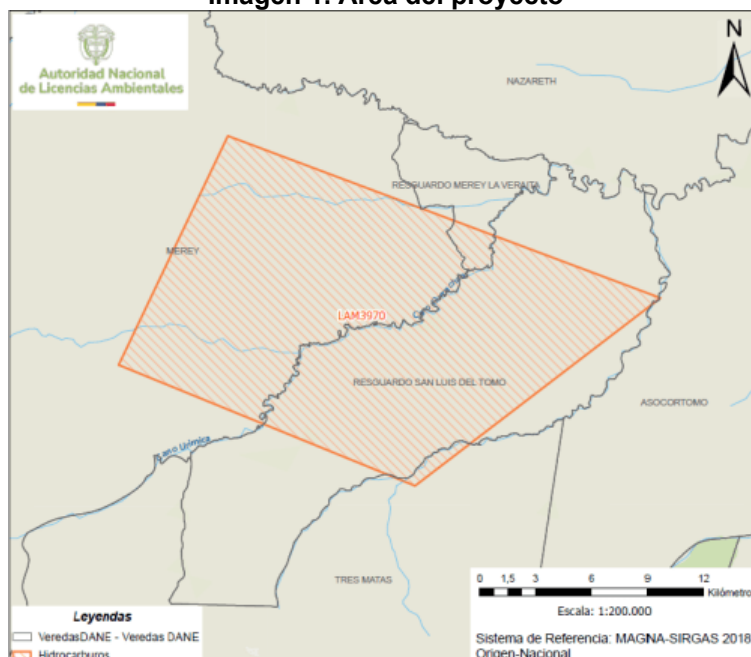 Imagen 1. Área del proyecto
Autoridad Nacional
de Licencias Ambientales
N
NAZARETH
RESGUARDO MEREY LA VERAITA
MEREY
LAM3970
RESGUARDO SAN LUIS DEL TOMO
ASOCORTOMO
Caño Urimica
TRES MATAS
0 1,5 3 6 9 12
Kilómetro
Escala: 1:200.000
Sistema de Referencia: MAGNA-SIRGAS 2018
Origen-Nacional
Leyendas
VeredasDANE - Veredas DANE
Hidrocarburos